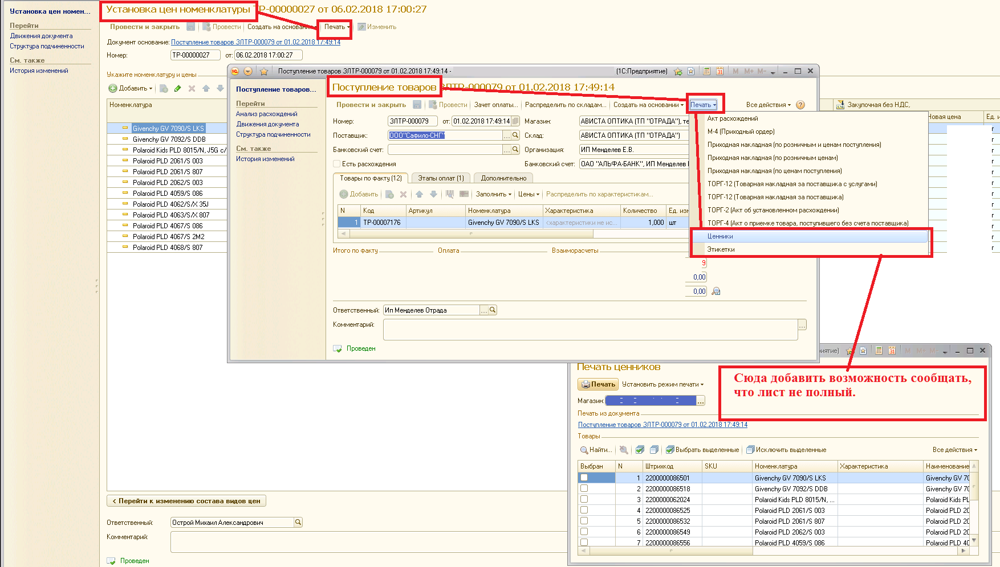 Установка цен номен...
Перейти
Движения документа
Структура подчиненности
См. также
История изменений
Установка цен номенклатуры ТР-00000027 от 06.02.2018 17:00:27
Провести и закрыть Провести Создать на основании Печать Изменить
Документ основание: Поступление товаров ЗЛТР-000079 от 01.02.2018 17:49:14
Номер: ТР-00000027 от: 06.02.2018 17:00:27
Укажите номенклатуру и цены
Добавить
Номенклатура
Закупочная без НДС,
Новая цена Ед. и
Givenchy GV 7090/S LKS
Givenchy GV 7092/S DDB
Polaroid Kids PLD 8015/N, J5G с/
Polaroid PLD 2061/S 003
Polaroid PLD 2061/S 807
Polaroid PLD 2062/S 003
Polaroid PLD 4059/S 086
Polaroid PLD 4062/S/X 35J
Polaroid PLD 4063/S/X 807
Polaroid PLD 4067/S 086
Polaroid PLD 4067/S 2M2
Polaroid PLD 4068/S 807
< Перейти к изменению состава видов цен
Ответственный: Острой Михаил Александрович
Комментарий:
Проведен
Поступление товаров ЗЛТР-000079 от 01.02.2018 17:49:14 - (1С:Предприятие) M M+ M-
Поступление товаров...
Перейти
Анализ расхождений
Движения документа
Структура подчиненности
См. также
История изменений
Поступление товаров ЗЛТР-000079 от 01.02.2018 17:49:14
Провести и закрыть Провести Зачет оплаты... Распределить по складам... Создать на основании Печать Все действия
Номер: ЗЛТР-000079 от: 01.02.2018 17:49:14 Магазин: АВИСТА ОПТИКА (ТП "ОТРАДА"), те
Поставщик: ООО"Сафило-СНГ" ... Склад: АВИСТА ОПТИКА (ТП "ОТРАДА")
Банковский счет: ... Организация: ИП Менделев Е.В.
Есть расхождения Банковский счет: ОАО "АЛЬФА-БАНК", ИП Менделев
Товары по факту (12) Этапы оплат (1) Дополнительно
Добавить Заполнить Цены Распределить по характеристикам...
N Код Артикул Номенклатура Характеристика Количество Ед. изм
1 ТР-00007176 Givenchy GV 7090/S LKS <характеристики не ис... 1,000 шт
Итого по факту Оплата Взаиморасчеты
9
0,00
0,00
Ответственный: Ип Менделев Отрада ...
Комментарий: ...
Проведен
Акт расхождений
М-4 (Приходный ордер)
Приходная накладная (по розничным и ценам поступления)
Приходная накладная (по розничным ценам)
Приходная накладная (по ценам поступления)
ТОРГ-12 (Товарная накладная за поставщика с услугами)
ТОРГ-12 (Товарная накладная за поставщика)
ТОРГ-2 (Акт об установленном расхождении)
ТОРГ-4 (Акт о приемке товара, поступившего без счета поставщика)
Ценники
Этикетки
риятие) M M+ M-
Печать ценников
Печать Установить режим печати
Магазин: ...
Печать из документа
Поступление товаров ЗЛТР-000079 от 01.02.2018 17:49:14
Сюда добавить возможность сообщать,
что лист не полный.
Товары
Найти... Выбрать выделенные Исключить выделенные Все действия
Выбран N Штрихкод SKU Номенклатура Характеристика Наименование
1 2200000086501 Givenchy GV 7090/S LKS Givenchy GV 70
2 2200000086518 Givenchy GV 7092/S DDB Givenchy GV 70
3 2200000062024 Polaroid Kids PLD 8015/N, ... Polaroid Kids PL
4 2200000086525 Polaroid PLD 2061/S 003 Polaroid PLD 20
5 2200000086532 Polaroid PLD 2061/S 807 Polaroid PLD 20
6 2200000086549 Polaroid PLD 2062/S 003 Polaroid PLD 20
7 2200000086556 Polaroid PLD 4059/S 086 Polaroid PLD 40